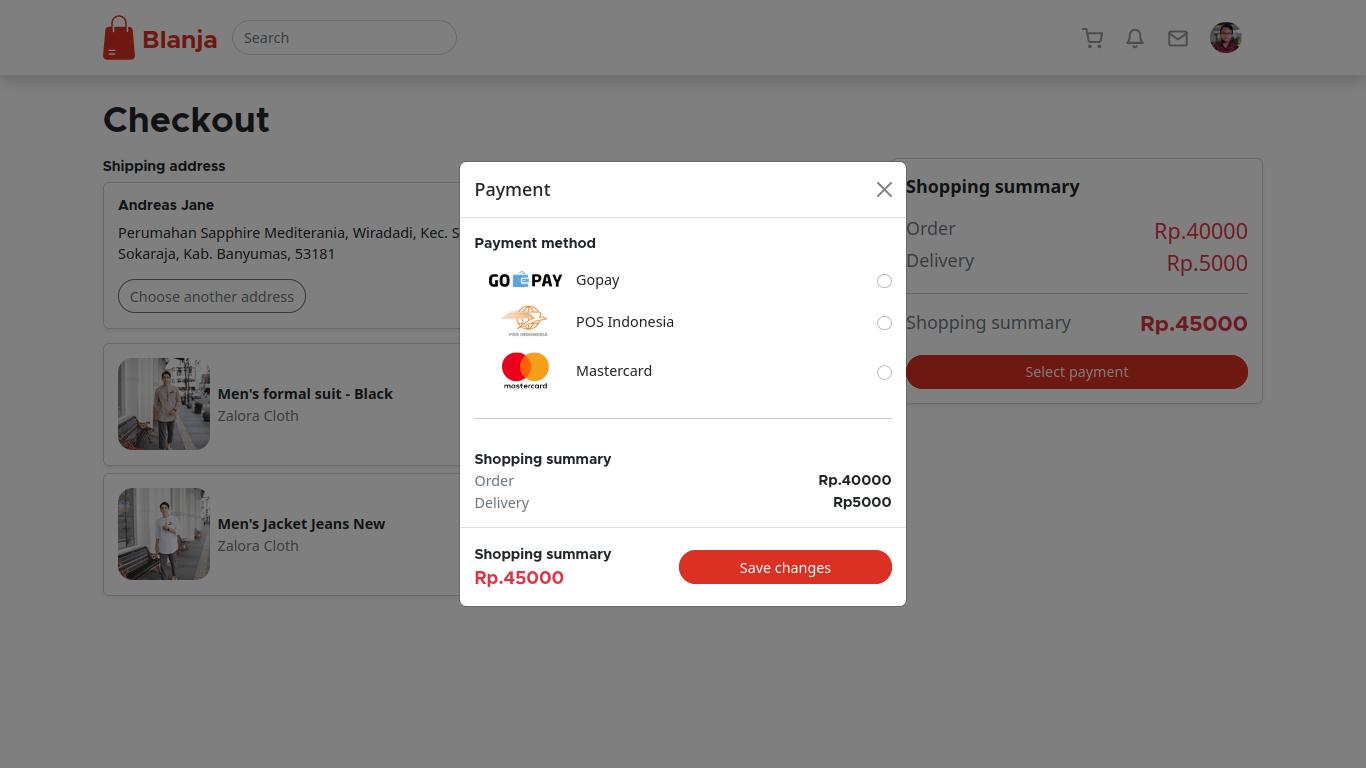 Blanja
Search
Checkout
Shipping address
Andreas Jane
Perumahan Sapphire Mediterania, Wiradadi, Kec. S
Sokaraja, Kab. Banyumas, 53181
Choose another address
Men's formal suit - Black
Zalora Cloth
Men's Jacket Jeans New
Zalora Cloth
Payment
Payment method
GO PAY Gopay
POS INDONESIA POS Indonesia
mastercard Mastercard
Shopping summary
Order Rp.40000
Delivery Rp5000
Shopping summary
Rp.45000
Save changes
Shopping summary
Order Rp.40000
Delivery Rp.5000
Shopping summary Rp.45000
Select payment